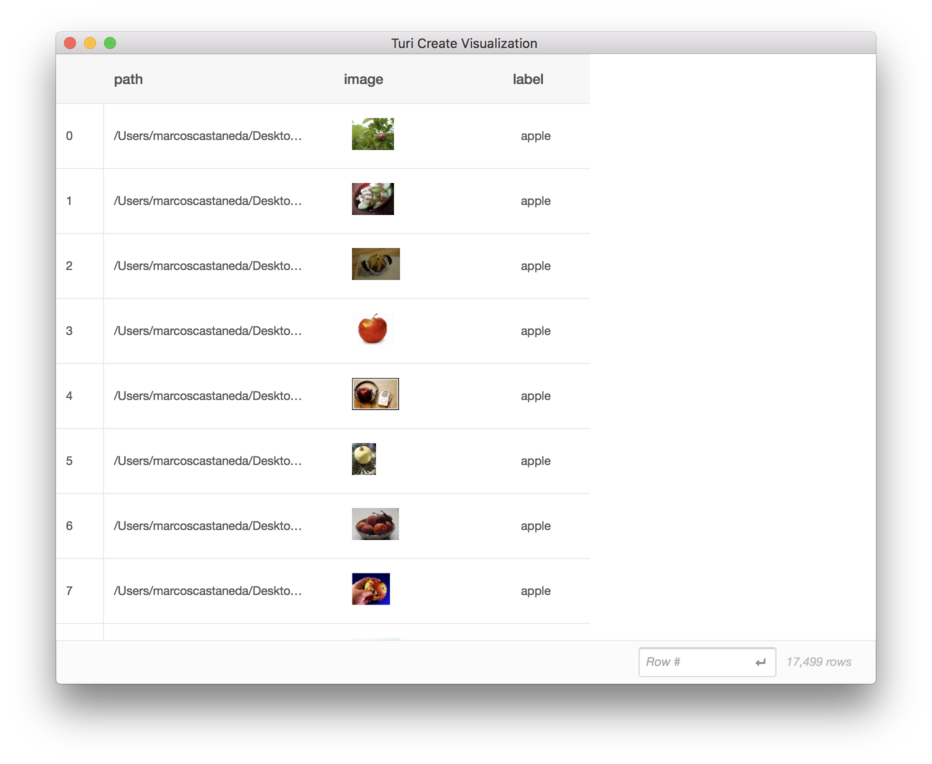 Turi Create Visualization
path image label
0 /Users/marcoscastaneda/Deskto... apple
1 /Users/marcoscastaneda/Deskto... apple
2 /Users/marcoscastaneda/Deskto... apple
3 /Users/marcoscastaneda/Deskto... apple
4 /Users/marcoscastaneda/Deskto... apple
5 /Users/marcoscastaneda/Deskto... apple
6 /Users/marcoscastaneda/Deskto... apple
7 /Users/marcoscastaneda/Deskto... apple
Row # 17,499 rows